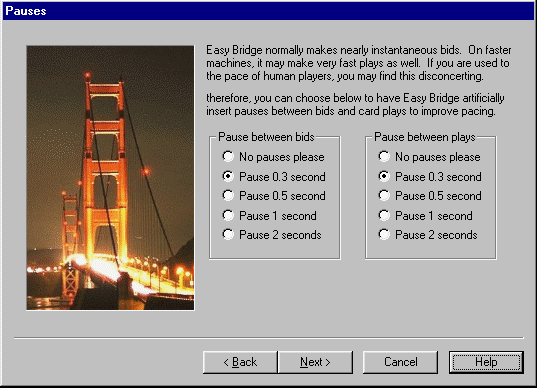 Pauses
Easy Bridge normally makes nearly instantaneous bids. On faster
machines, it may make very fast plays as well. If you are used to
the pace of human players, you may find this disconcerting.
therefore, you can choose below to have Easy Bridge artificially
insert pauses between bids and card plays to improve pacing.
Pause between bids
No pauses please
Pause 0.3 second
Pause 0.5 second
Pause 1 second
Pause 2 seconds
Pause between plays
No pauses please
Pause 0.3 second
Pause 0.5 second
Pause 1 second
Pause 2 seconds
< Back
Next >
Cancel
Help